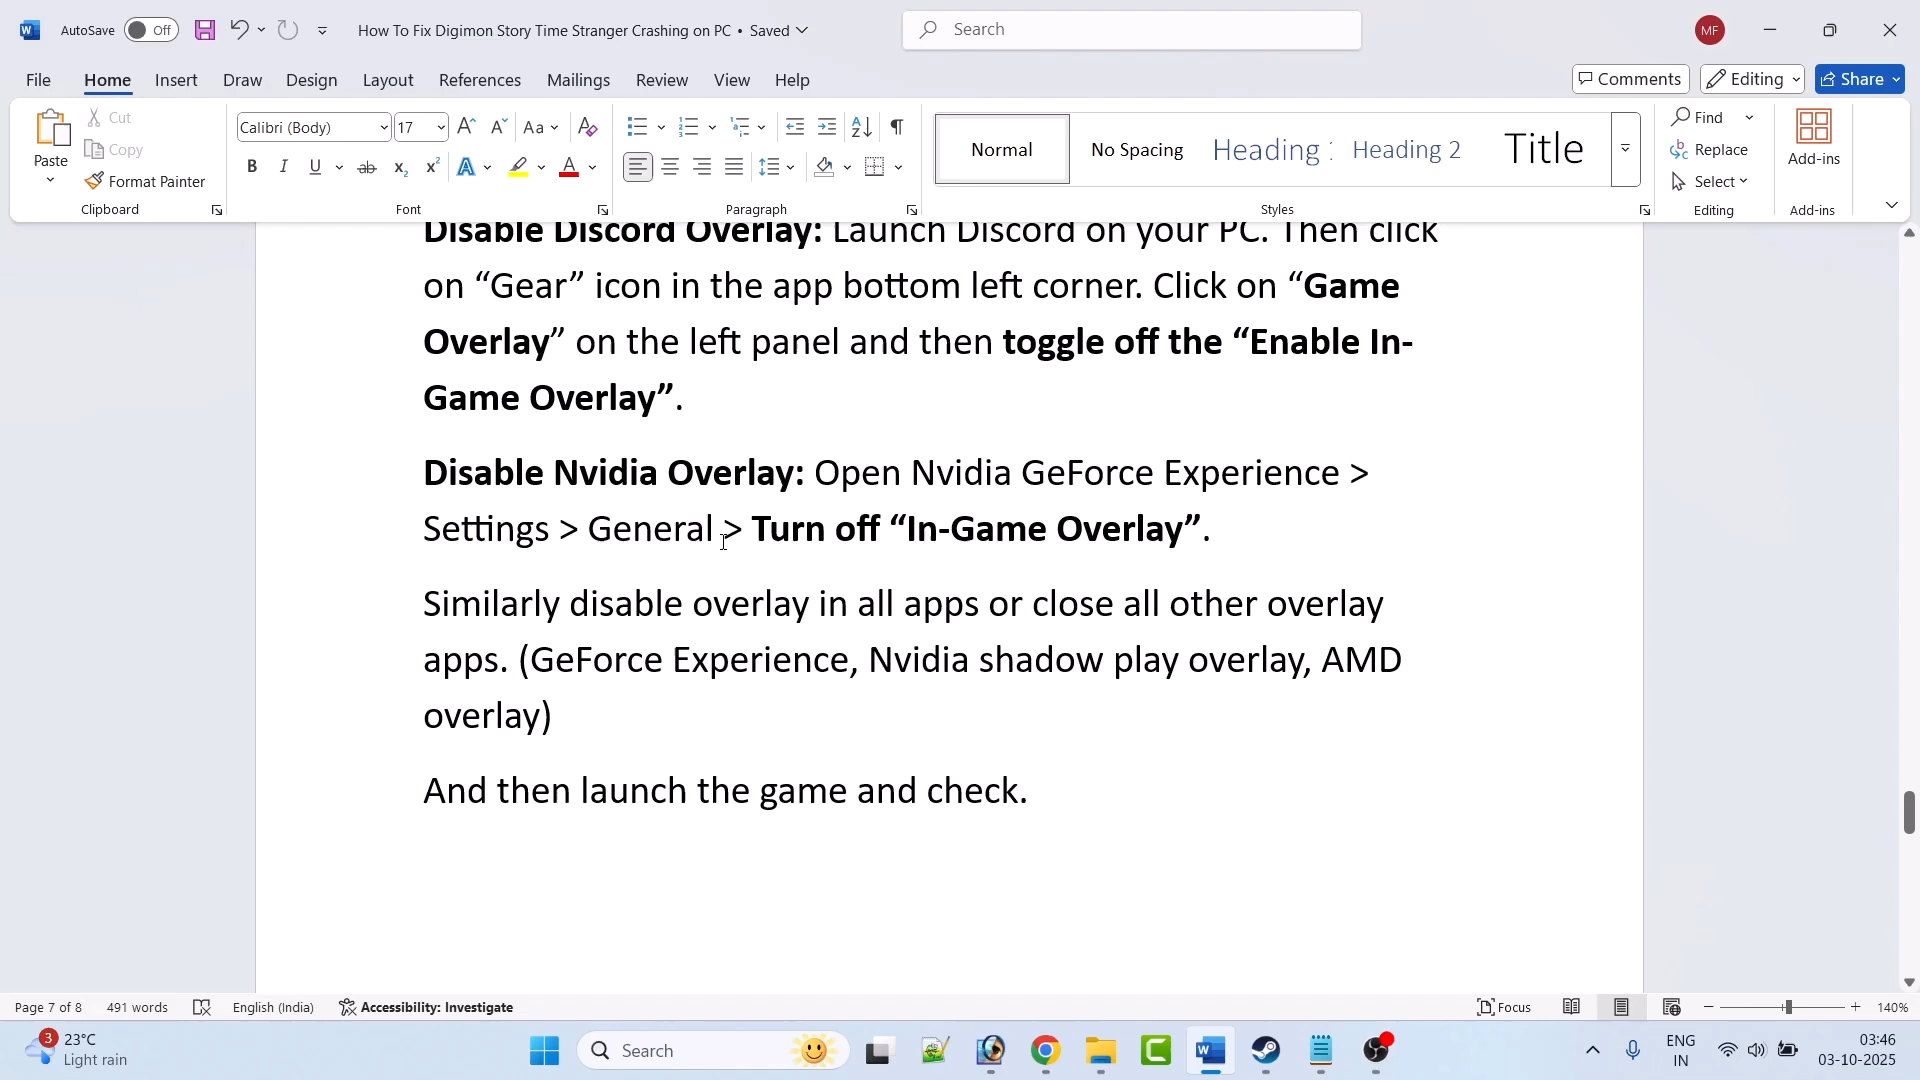 AutoSave Off How To Fix Digimon Story Time Stranger Crashing on PC • Saved Search MF
File Home Insert Draw Design Layout References Mailings Review View Help Comments Editing Share
Paste Cut Copy Format Painter Clipboard
Calibri (Body) 17 Aa Font
Paragraph
Normal No Spacing Heading 1 Heading 2 Title Styles
Find Replace Select Editing
Add-ins Add-ins
Disable Discord Overlay: Launch Discord on your PC. Then click
on “Gear” icon in the app bottom left corner. Click on “Game
Overlay” on the left panel and then toggle off the “Enable In-
Game Overlay”.
Disable Nvidia Overlay: Open Nvidia GeForce Experience >
Settings > General > Turn off “In-Game Overlay”.
Similarly disable overlay in all apps or close all other overlay
apps. (GeForce Experience, Nvidia shadow play overlay, AMD
overlay)
And then launch the game and check.
Page 7 of 8 491 words English (India) Accessibility: Investigate Focus 140%
3 23°C Light rain Search ENG IN 03:46 03-10-2025